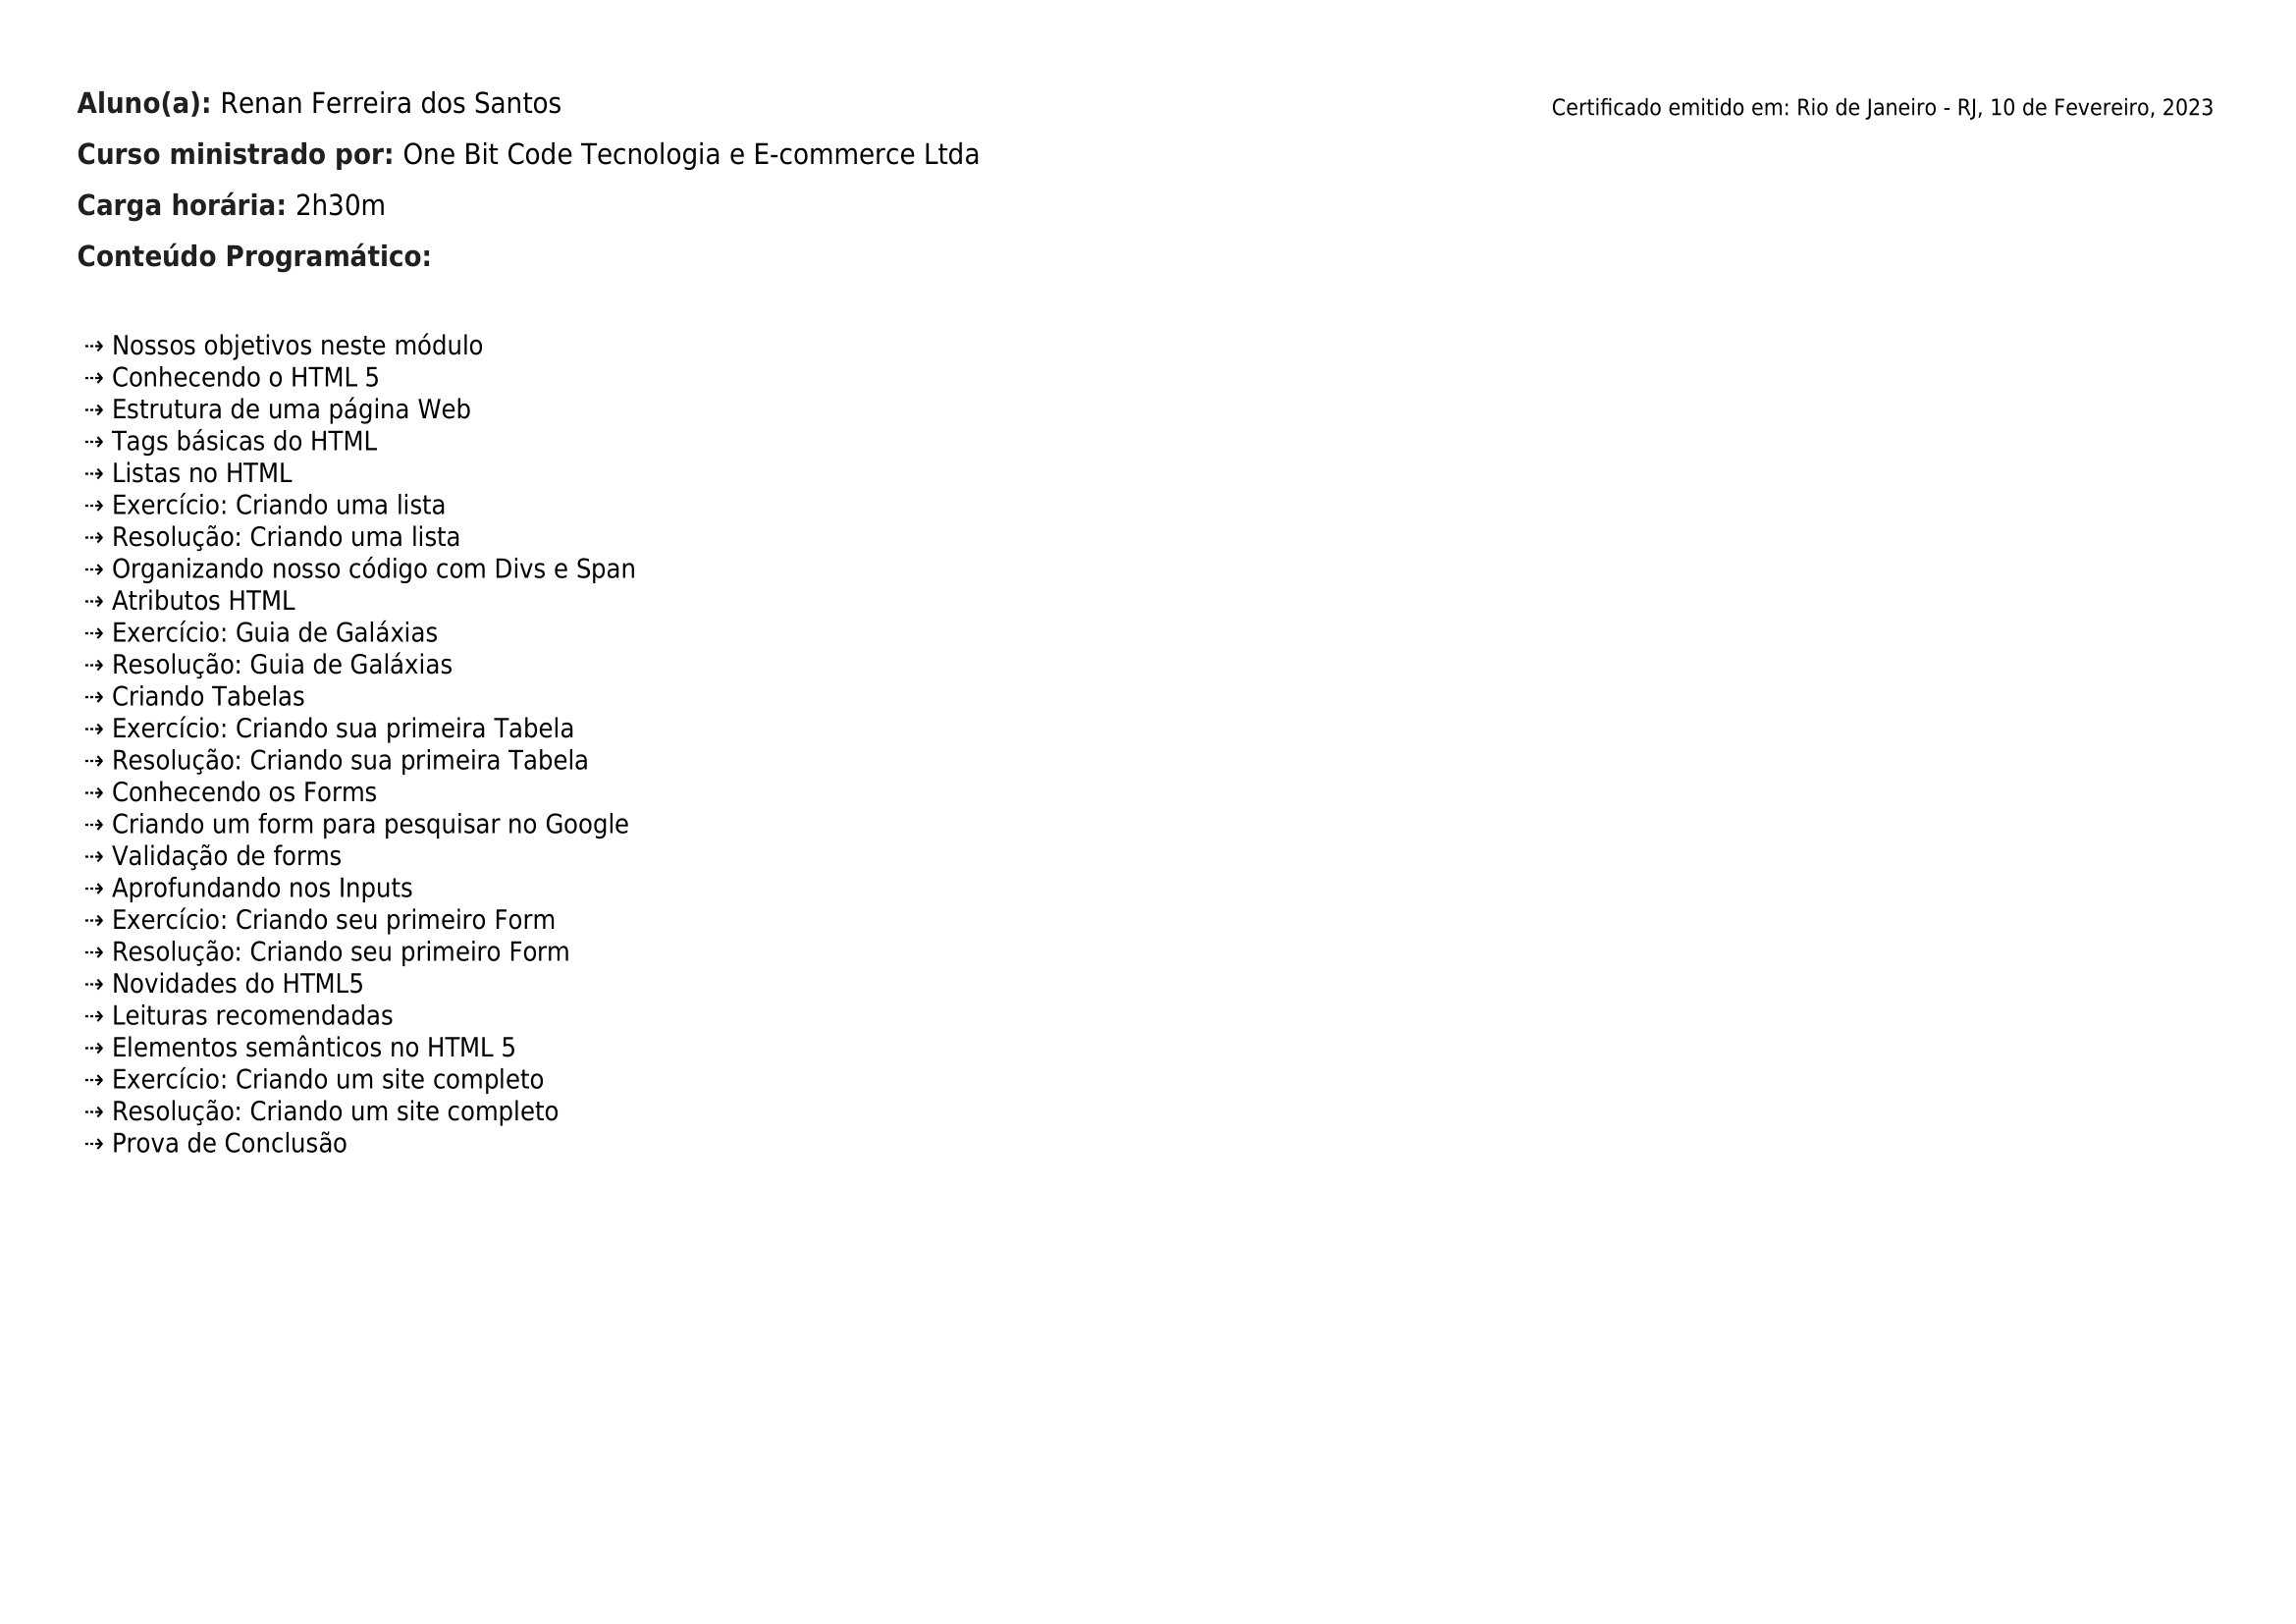 Aluno(a): Renan Ferreira dos Santos
Certificado emitido em: Rio de Janeiro - RJ, 10 de Fevereiro, 2023
Curso ministrado por: One Bit Code Tecnologia e E-commerce Ltda
Carga horária: 2h30m
Conteúdo Programático:
⇢ Nossos objetivos neste módulo
⇢ Conhecendo o HTML 5
⇢ Estrutura de uma página Web
⇢ Tags básicas do HTML
⇢ Listas no HTML
⇢ Exercício: Criando uma lista
⇢ Resolução: Criando uma lista
⇢ Organizando nosso código com Divs e Span
⇢ Atributos HTML
⇢ Exercício: Guia de Galáxias
⇢ Resolução: Guia de Galáxias
⇢ Criando Tabelas
⇢ Exercício: Criando sua primeira Tabela
⇢ Resolução: Criando sua primeira Tabela
⇢ Conhecendo os Forms
⇢ Criando um form para pesquisar no Google
⇢ Validação de forms
⇢ Aprofundando nos Inputs
⇢ Exercício: Criando seu primeiro Form
⇢ Resolução: Criando seu primeiro Form
⇢ Novidades do HTML5
⇢ Leituras recomendadas
⇢ Elementos semânticos no HTML 5
⇢ Exercício: Criando um site completo
⇢ Resolução: Criando um site completo
⇢ Prova de Conclusão